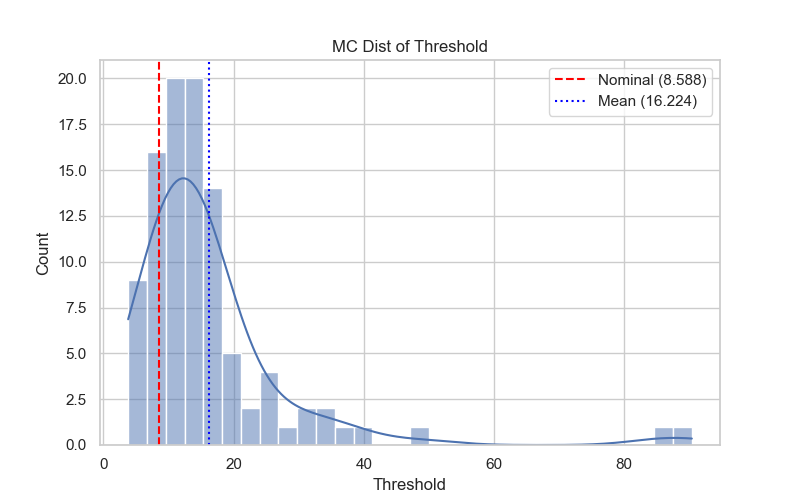 MC Dist of Threshold
Nominal (8.588)
Mean (16.224)
20.0
17.5
15.0
12.5
10.0
7.5
5.0
2.5
0.0
Count
0 20 40 60 80
Threshold